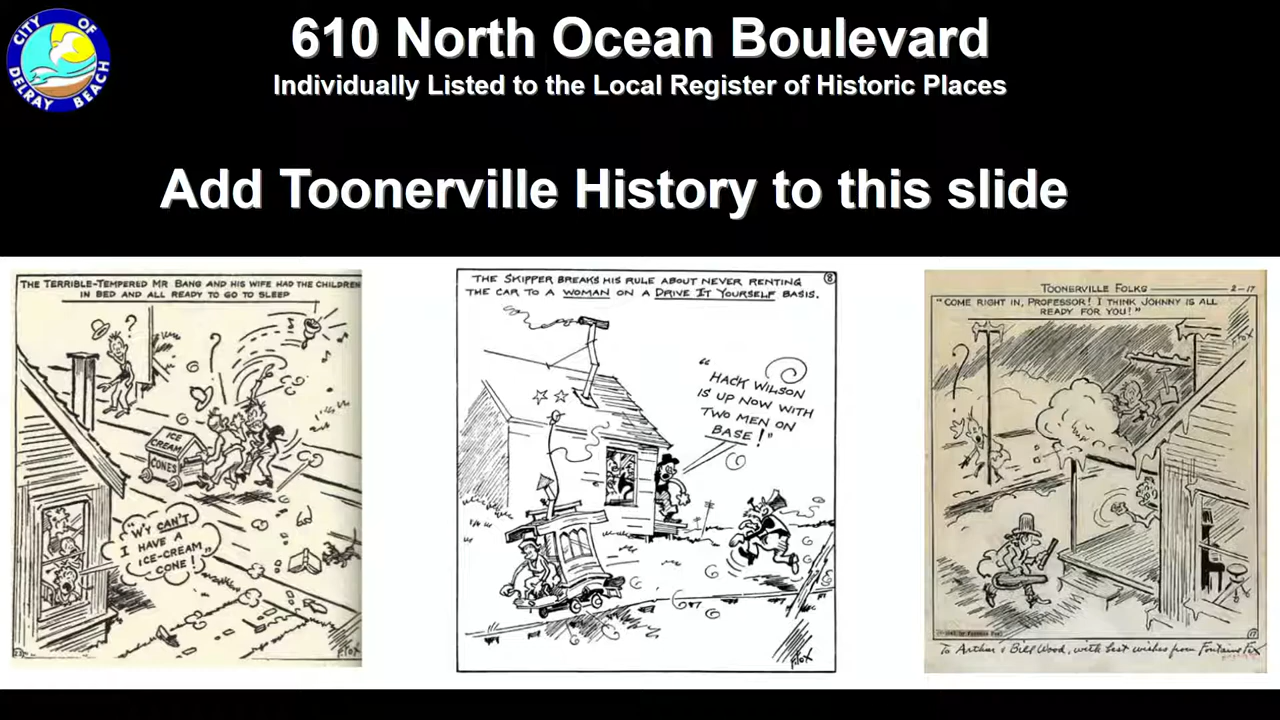 CITY OF
DELRAY BEACH
610 North Ocean Boulevard
Individually Listed to the Local Register of Historic Places
Add Toonerville History to this slide
THE TERRIBLE-TEMPERED MR BANG AND HIS WIFE HAD THE CHILDREN
IN BED AND ALL READY TO GO TO SLEEP
?
?
ICE
CREAM
CONES
"W'Y CAN'T
I HAVE A
ICE-CREAM
CONE!"
F.FOX
THE SKIPPER BREAKS HIS RULE ABOUT NEVER RENTING
THE CAR TO A WOMAN ON A DRIVE IT YOURSELF BASIS.
8
"HACK WILSON
IS UP NOW WITH
TWO MEN ON
BASE!"
F.FOX
TOONERVILLE FOLKS 2-17
"COME RIGHT IN, PROFESSOR! I THINK JOHNNY IS ALL
READY FOR YOU!"
F.FOX
?
17
To Arthur & Bill Wood, with best wishes from Fontaine Fox